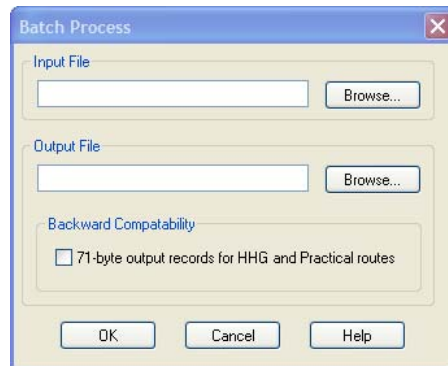 Batch Process
Input File
Browse...
Output File
Browse...
Backward Compatability
71-byte output records for HHG and Practical routes
OK Cancel Help